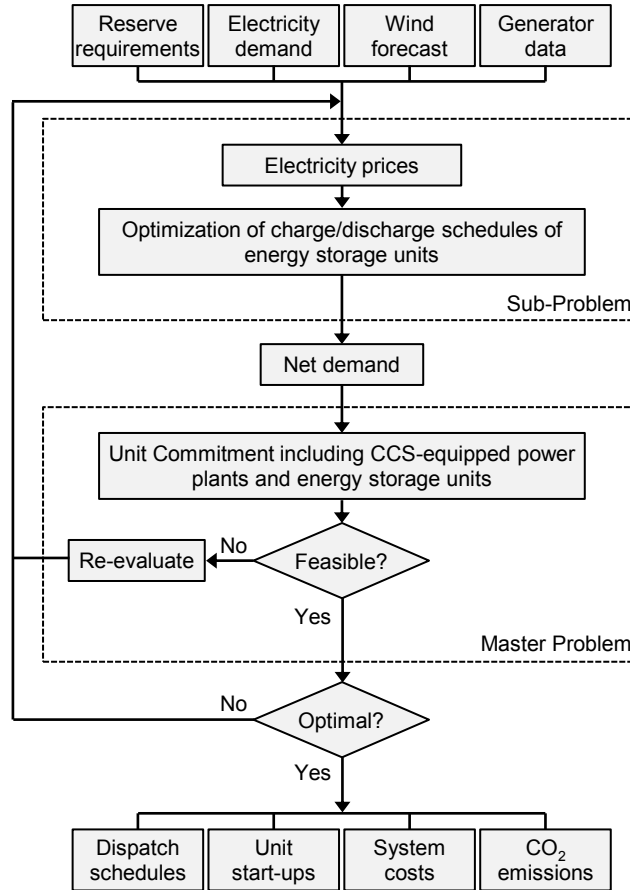 Reserve requirements
Electricity demand
Wind forecast
Generator data
Electricity prices
Optimization of charge/discharge schedules of
energy storage units
Sub-Problem
Net demand
Unit Commitment including CCS-equipped power
plants and energy storage units
Re-evaluate
No
Feasible?
Yes
Master Problem
No
Optimal?
Yes
Dispatch schedules
Unit start-ups
System costs
CO₂ emissions